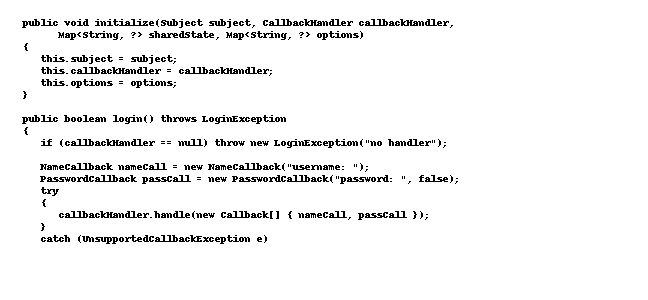 public void initialize(Subject subject, CallbackHandler callbackHandler,
Map<String, ?> sharedState, Map<String, ?> options)
{
this.subject = subject;
this.callbackHandler = callbackHandler;
this.options = options;
}
public boolean login() throws LoginException
{
if (callbackHandler == null) throw new LoginException("no handler");
NameCallback nameCall = new NameCallback("username: ");
PasswordCallback passCall = new PasswordCallback("password: ", false);
try
{
callbackHandler.handle(new Callback[] { nameCall, passCall });
}
catch (UnsupportedCallbackException e)